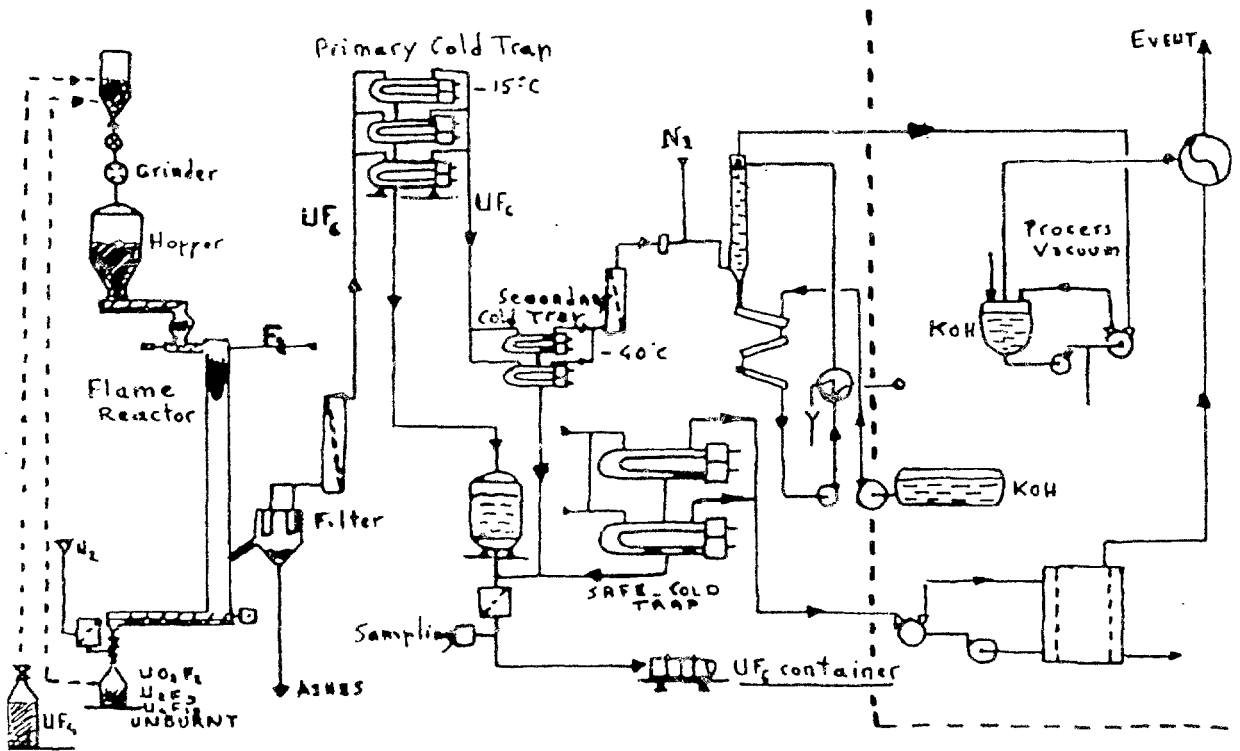 Primary Cold Trap
-15°C
EVENT
N2
Grinder
Hopper
UF6
UF6
Process
Vacuum
Secondary
Cold Trap
KOH
F2
-40°C
Flame
Reactor
KOH
Filter
N2
SAFE-COLD
TRAP
Sampling
UF6 container
ASHES
UO2F2
UNBURNT
UF4